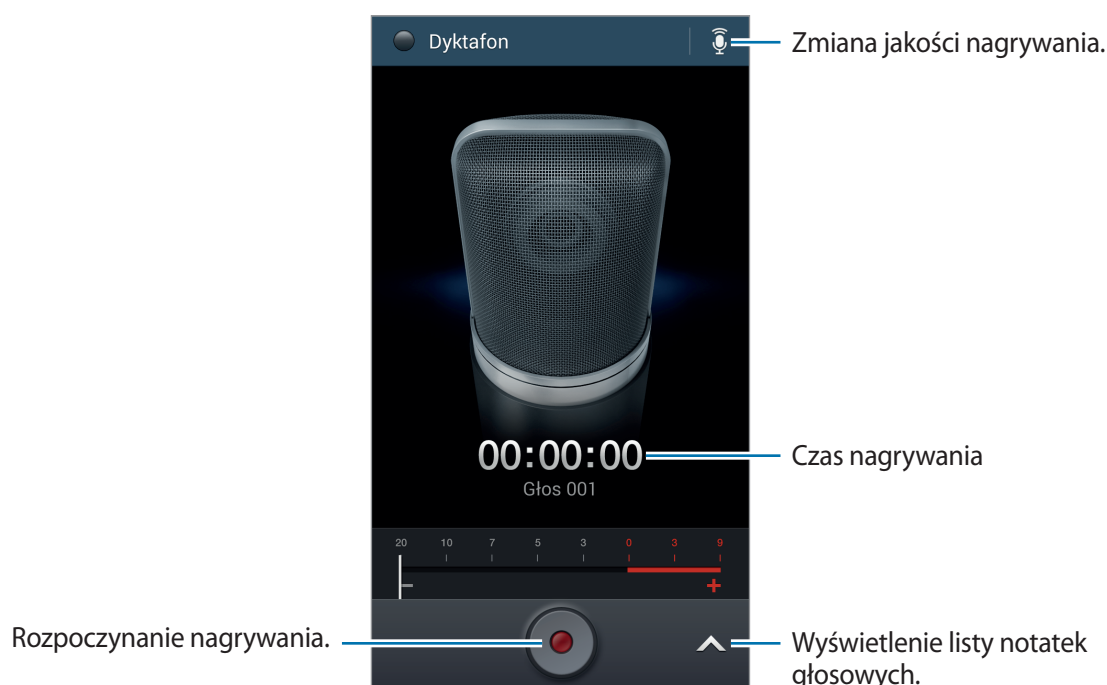 Dyktafon
Zmiana jakości nagrywania.
00:00:00
Czas nagrywania
Głos 001
20 10 7 5 3 0 3 9
− +
Rozpoczynanie nagrywania.
Wyświetlenie listy notatek
głosowych.